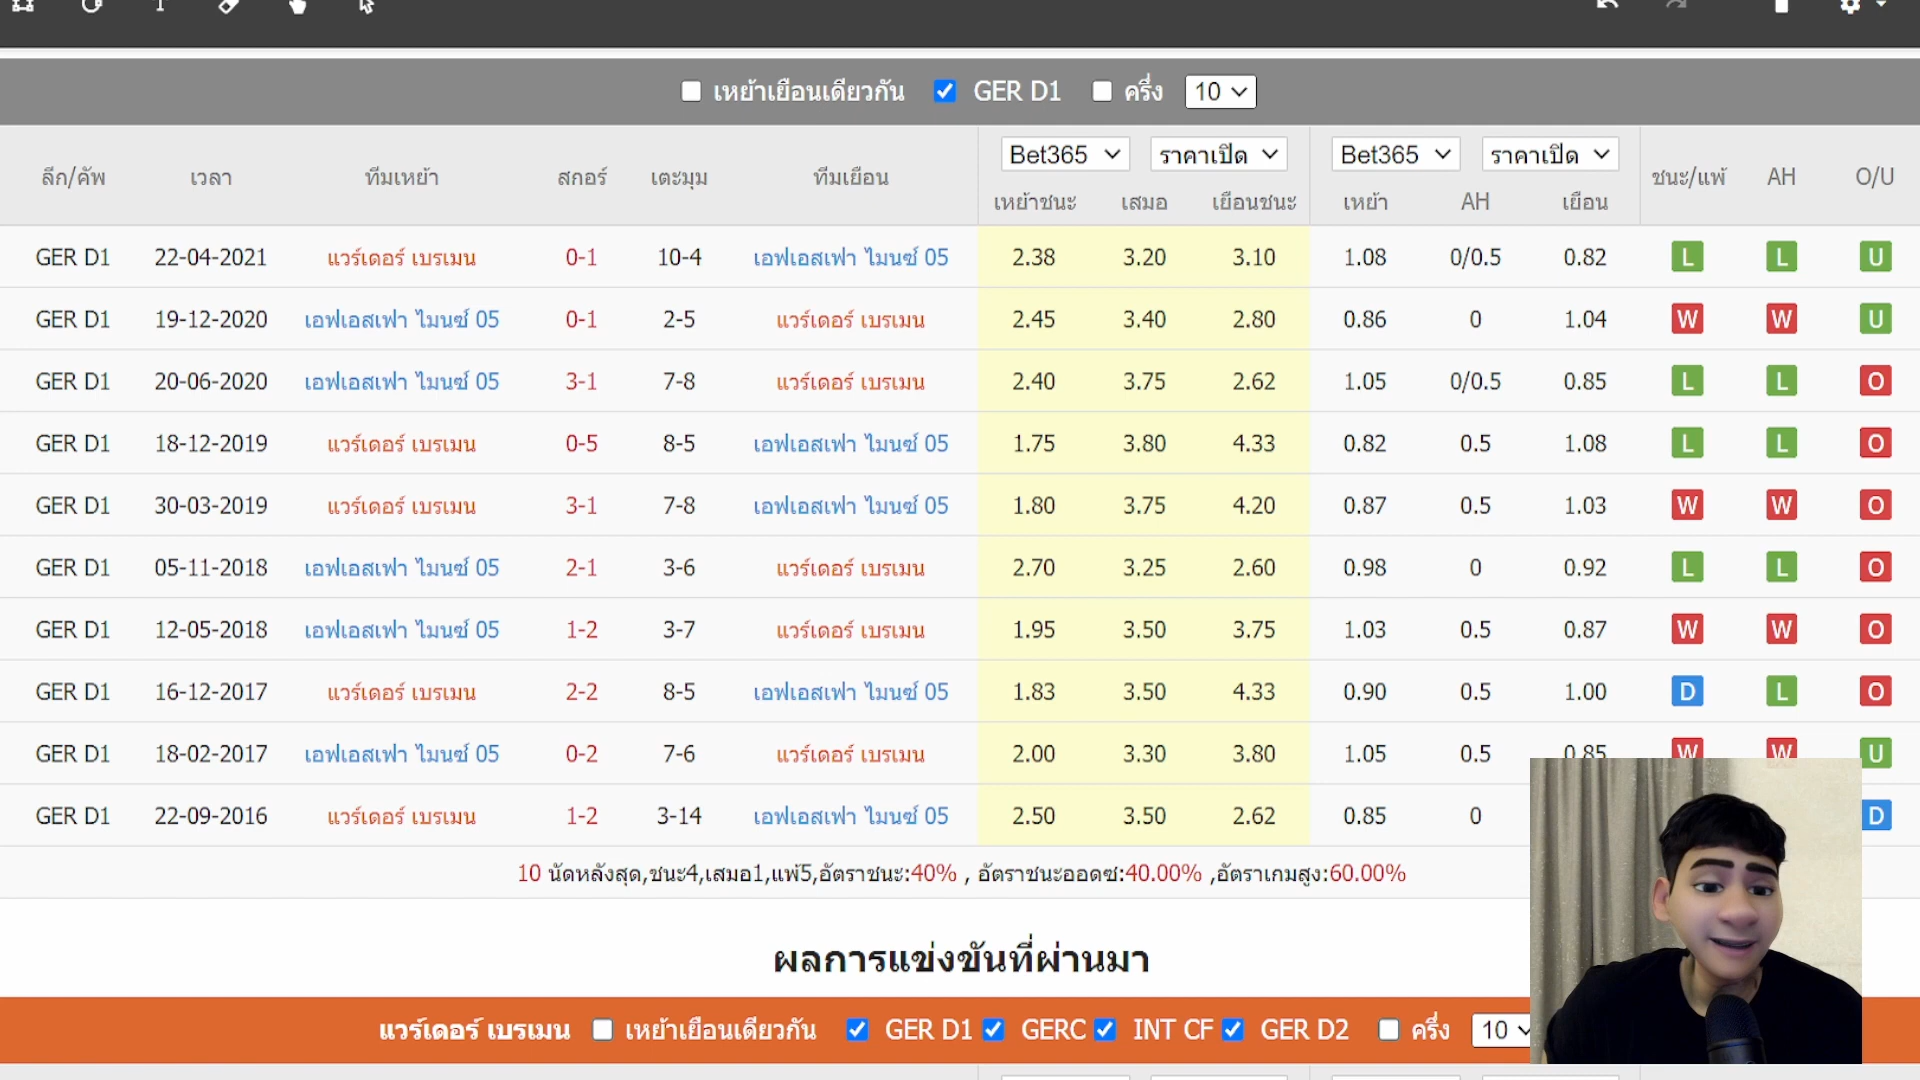 เหย้าเยือนเดียวกัน GER D1 ครึ่ง 10
ลีก/คัพ เวลา ทีมเหย้า สกอร์ เตะมุม ทีมเยือน Bet365 ราคาเปิด Bet365 ราคาเปิด ชนะ/แพ้ AH O/U
เหย้าชนะ เสมอ เยือนชนะ เหย้า AH เยือน
GER D1 22-04-2021 แวร์เดอร์ เบรเมน 0-1 10-4 เอฟเอสเฟา ไมนซ์ 05 2.38 3.20 3.10 1.08 0/0.5 0.82 L L U
GER D1 19-12-2020 เอฟเอสเฟา ไมนซ์ 05 0-1 2-5 แวร์เดอร์ เบรเมน 2.45 3.40 2.80 0.86 0 1.04 W W U
GER D1 20-06-2020 เอฟเอสเฟา ไมนซ์ 05 3-1 7-8 แวร์เดอร์ เบรเมน 2.40 3.75 2.62 1.05 0/0.5 0.85 L L O
GER D1 18-12-2019 แวร์เดอร์ เบรเมน 0-5 8-5 เอฟเอสเฟา ไมนซ์ 05 1.75 3.80 4.33 0.82 0.5 1.08 L L O
GER D1 30-03-2019 แวร์เดอร์ เบรเมน 3-1 7-8 เอฟเอสเฟา ไมนซ์ 05 1.80 3.75 4.20 0.87 0.5 1.03 W W O
GER D1 05-11-2018 เอฟเอสเฟา ไมนซ์ 05 2-1 3-6 แวร์เดอร์ เบรเมน 2.70 3.25 2.60 0.98 0 0.92 L L O
GER D1 12-05-2018 เอฟเอสเฟา ไมนซ์ 05 1-2 3-7 แวร์เดอร์ เบรเมน 1.95 3.50 3.75 1.03 0.5 0.87 W W O
GER D1 16-12-2017 แวร์เดอร์ เบรเมน 2-2 8-5 เอฟเอสเฟา ไมนซ์ 05 1.83 3.50 4.33 0.90 0.5 1.00 D L O
GER D1 18-02-2017 เอฟเอสเฟา ไมนซ์ 05 0-2 7-6 แวร์เดอร์ เบรเมน 2.00 3.30 3.80 1.05 0.5 0.85 W W U
GER D1 22-09-2016 แวร์เดอร์ เบรเมน 1-2 3-14 เอฟเอสเฟา ไมนซ์ 05 2.50 3.50 2.62 0.85 0 D
10 นัดหลังสุด,ชนะ4,เสมอ1,แพ้5,อัตราชนะ:40% , อัตราชนะออดซ:40.00% ,อัตราเกมสูง:60.00%
ผลการแข่งขันที่ผ่านมา
แวร์เดอร์ เบรเมน เหย้าเยือนเดียวกัน GER D1 GERC INT CF GER D2 ครึ่ง 10